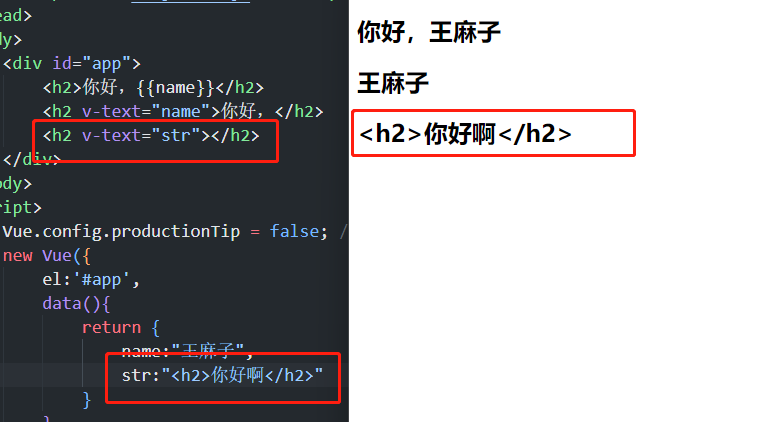 ead>
dy>
<div id="app">
<h2>你好，{{name}}</h2>
<h2 v-text="name">你好，</h2>
<h2 v-text="str"></h2>
</div>
ody>
ript>
Vue.config.productionTip = false; /
new Vue({
el:'#app',
data(){
return {
name:"王麻子",
str:"<h2>你好啊</h2>"
}
你好，王麻子
王麻子
<h2>你好啊</h2>